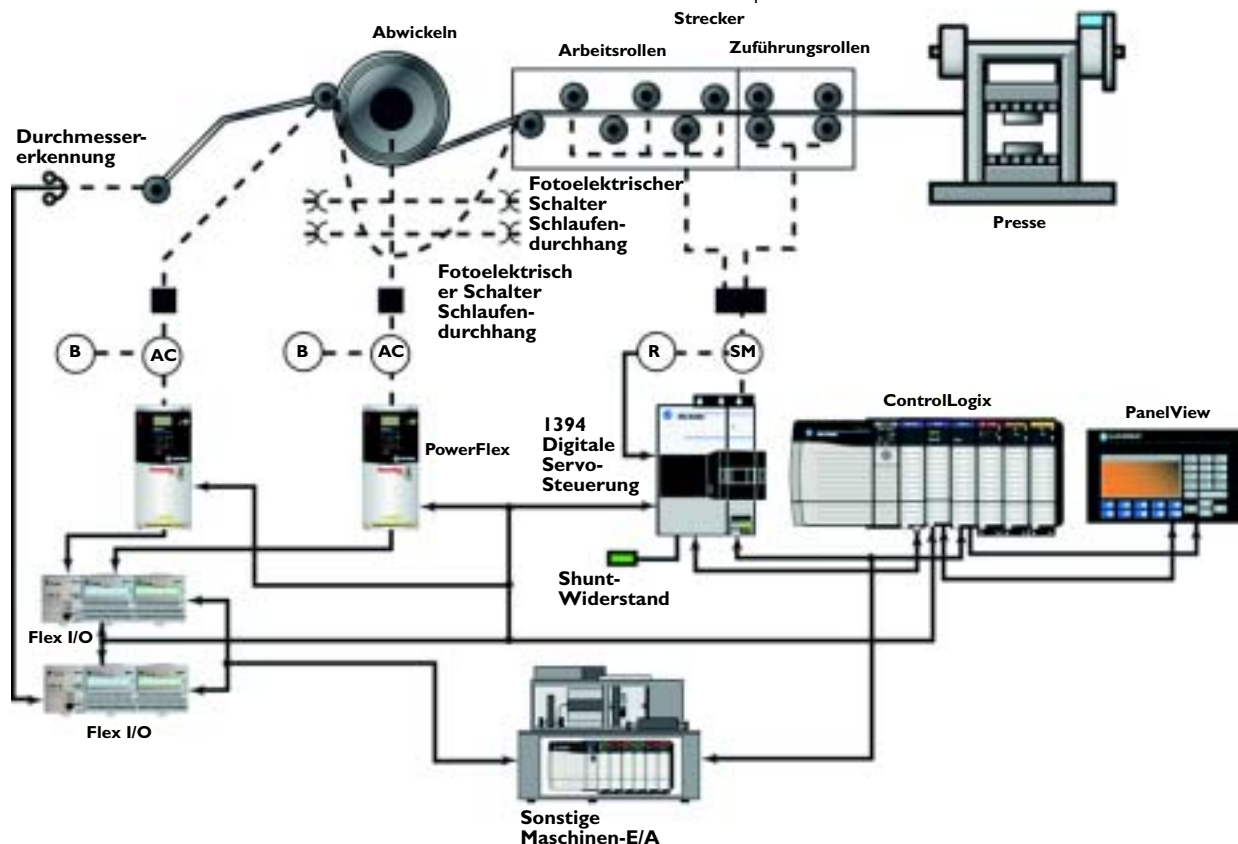 Strecker
Abwickeln
Arbeitsrollen
Zuführungsrollen
Durchmesser-
erkennung
Fotoelektrischer
Schalter
Schlaufen-
durchhang
Presse
Fotoelektrisch
er Schalter
Schlaufen-
durchhang
B
AC
B
AC
R
SM
ControlLogix
PanelView
1394
Digitale
Servo-
Steuerung
PowerFlex
Shunt-
Widerstand
Flex I/O
Flex I/O
Sonstige
Maschinen-E/A